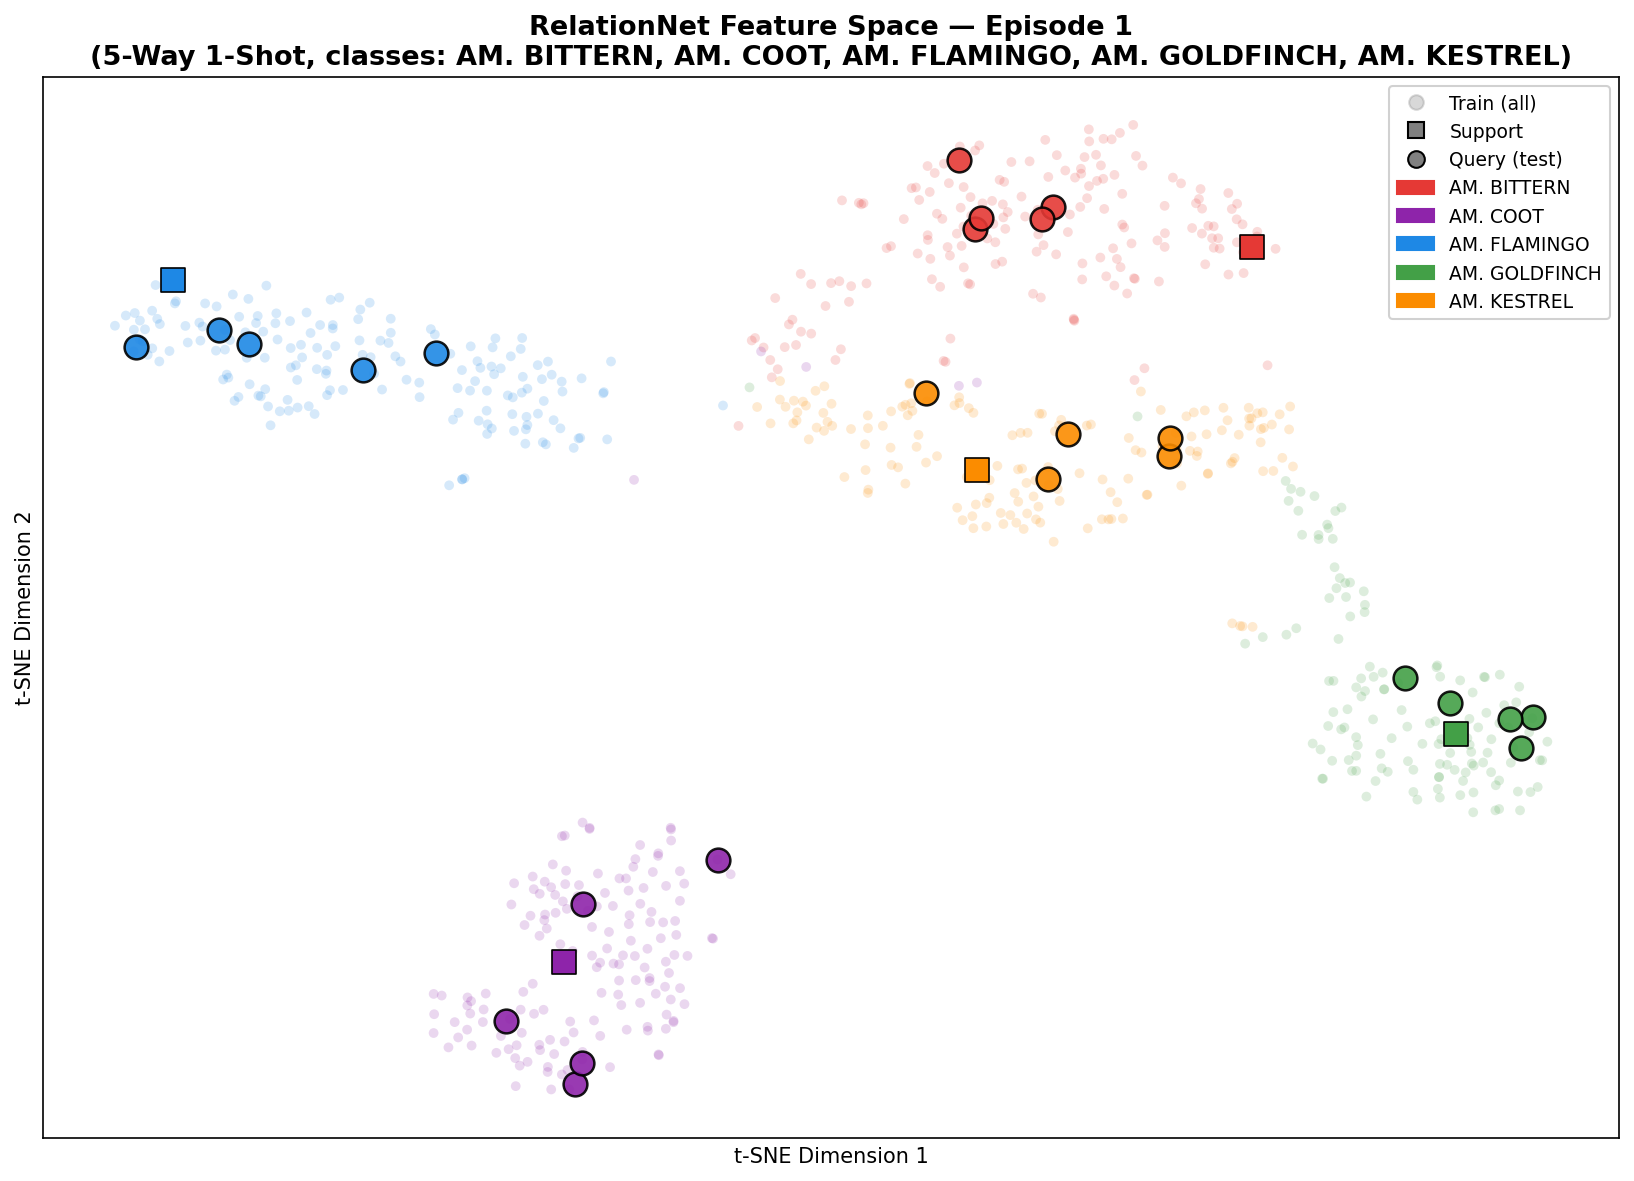 RelationNet Feature Space — Episode 1
(5-Way 1-Shot, classes: AM. BITTERN, AM. COOT, AM. FLAMINGO, AM. GOLDFINCH, AM. KESTREL)
Train (all)
Support
Query (test)
AM. BITTERN
AM. COOT
AM. FLAMINGO
AM. GOLDFINCH
AM. KESTREL
t-SNE Dimension 2
t-SNE Dimension 1